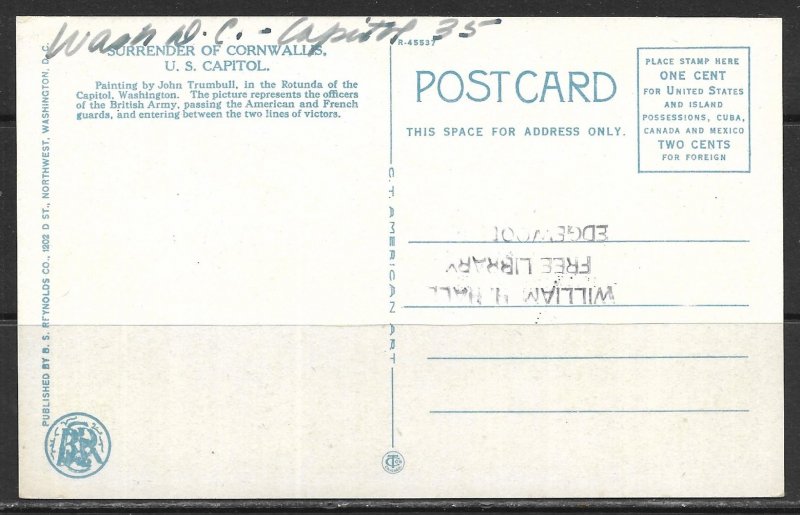 Wash D.C. - Capitol 35
SURRENDER OF CORNWALLIS,
U. S. CAPITOL.
Painting by John Trumbull, in the Rotunda of the
Capitol, Washington. The picture represents the officers
of the British Army, passing the American and French
guards, and entering between the two lines of victors.
PUBLISHED BY B. S. REYNOLDS CO., 1202 D ST., NORTHWEST, WASHINGTON, D. C.
BSR
C. T. AMERICAN ART
R-45537
POSTCARD
THIS SPACE FOR ADDRESS ONLY.
PLACE STAMP HERE
ONE CENT
FOR UNITED STATES
AND ISLAND
POSSESSIONS, CUBA,
CANADA AND MEXICO
TWO CENTS
FOR FOREIGN
WILLIAM H. HALL
FREE LIBRARY